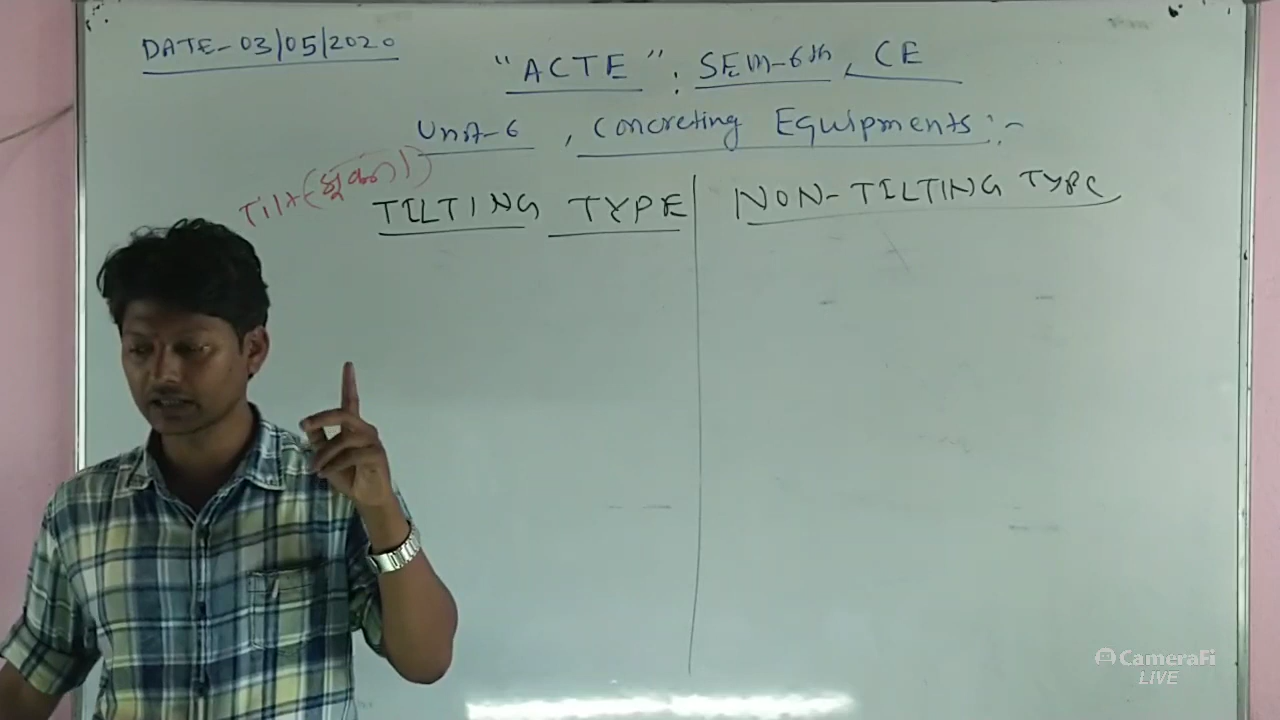 DATE-03/05/2020
"ACTE", SEM-6th, CE
Unit-6, Concreting Equipments:-
Tilt(
TILTING TYPE
NON-TILTING TYPE
CameraFi
LIVE